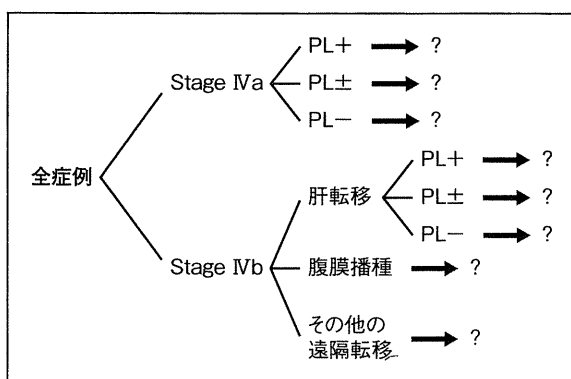 PL+ → ?
Stage Ⅳa PL± → ?
PL− → ?
全症例
PL+ → ?
肝転移 PL± → ?
PL− → ?
Stage Ⅳb 腹膜播種 → ?
その他の
遠隔転移 → ?